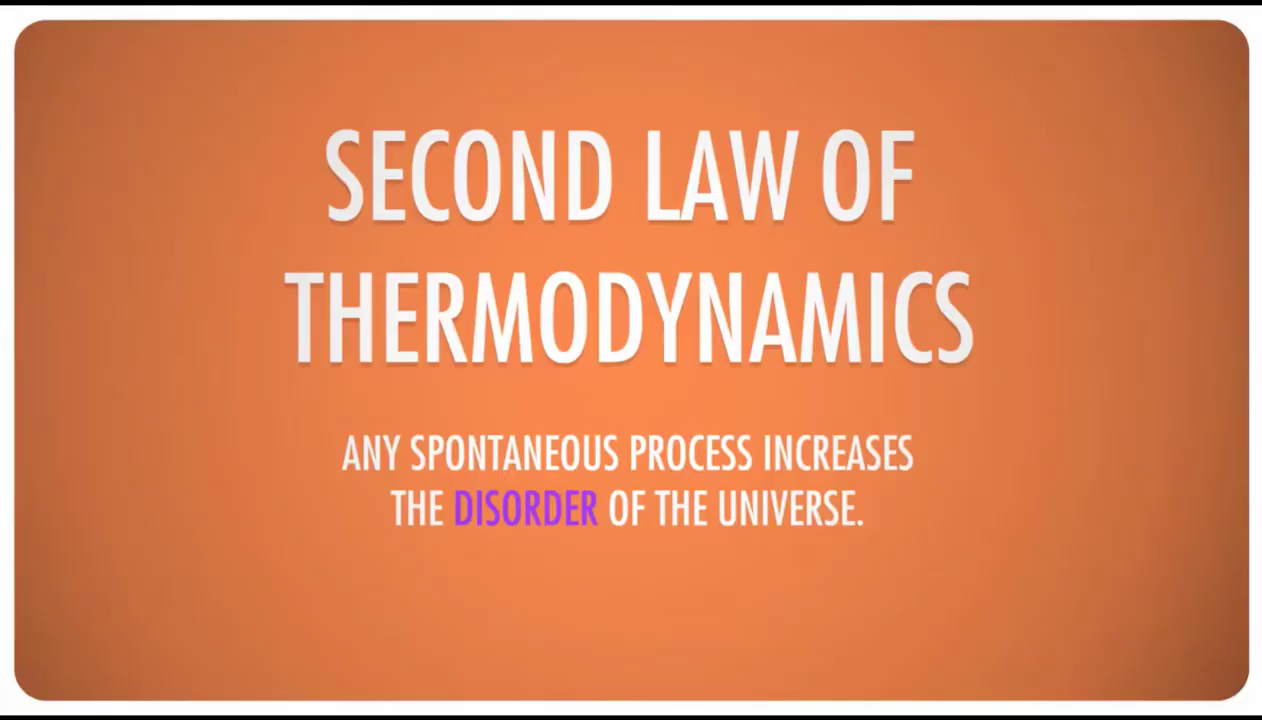 SECOND LAW OF
THERMODYNAMICS
ANY SPONTANEOUS PROCESS INCREASES
THE DISORDER OF THE UNIVERSE.